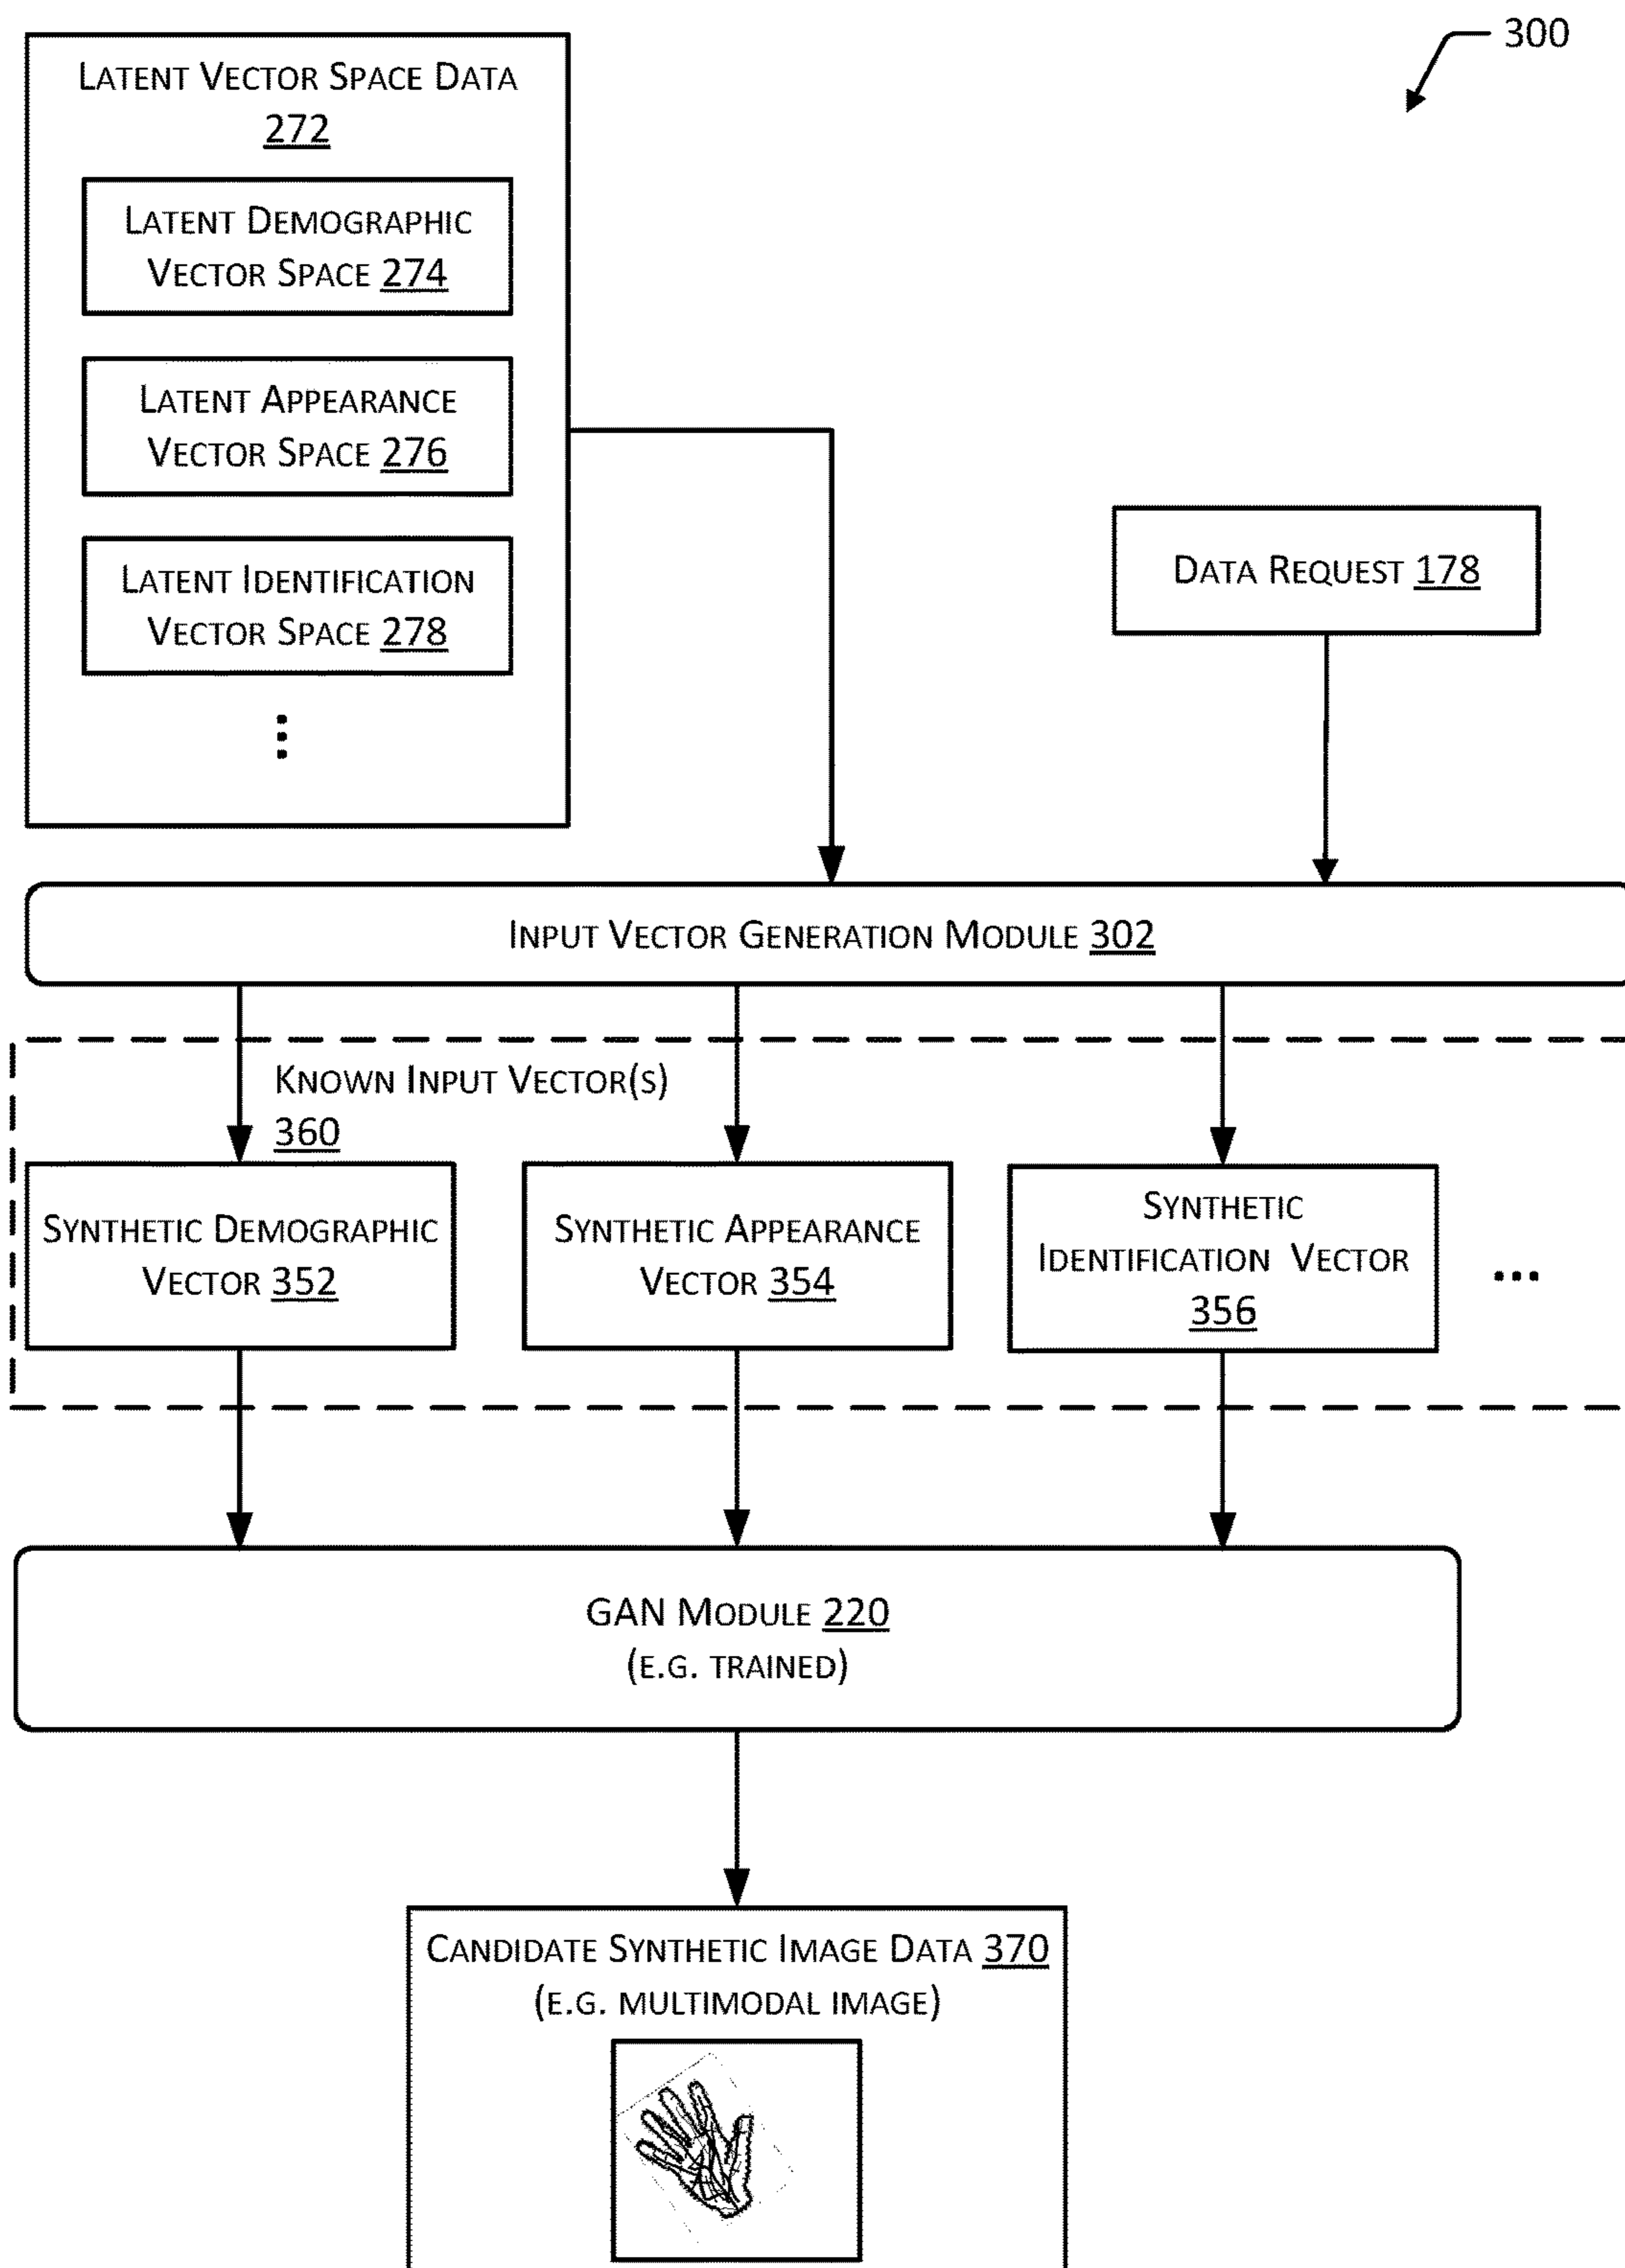 300
LATENT VECTOR SPACE DATA
272
LATENT DEMOGRAPHIC
VECTOR SPACE 274
LATENT APPEARANCE
VECTOR SPACE 276
LATENT IDENTIFICATION
VECTOR SPACE 278
⋮
DATA REQUEST 178
INPUT VECTOR GENERATION MODULE 302
KNOWN INPUT VECTOR(S)
360
SYNTHETIC DEMOGRAPHIC
VECTOR 352
SYNTHETIC APPEARANCE
VECTOR 354
SYNTHETIC
IDENTIFICATION VECTOR
356
...
GAN MODULE 220
(E.G. TRAINED)
CANDIDATE SYNTHETIC IMAGE DATA 370
(E.G. MULTIMODAL IMAGE)